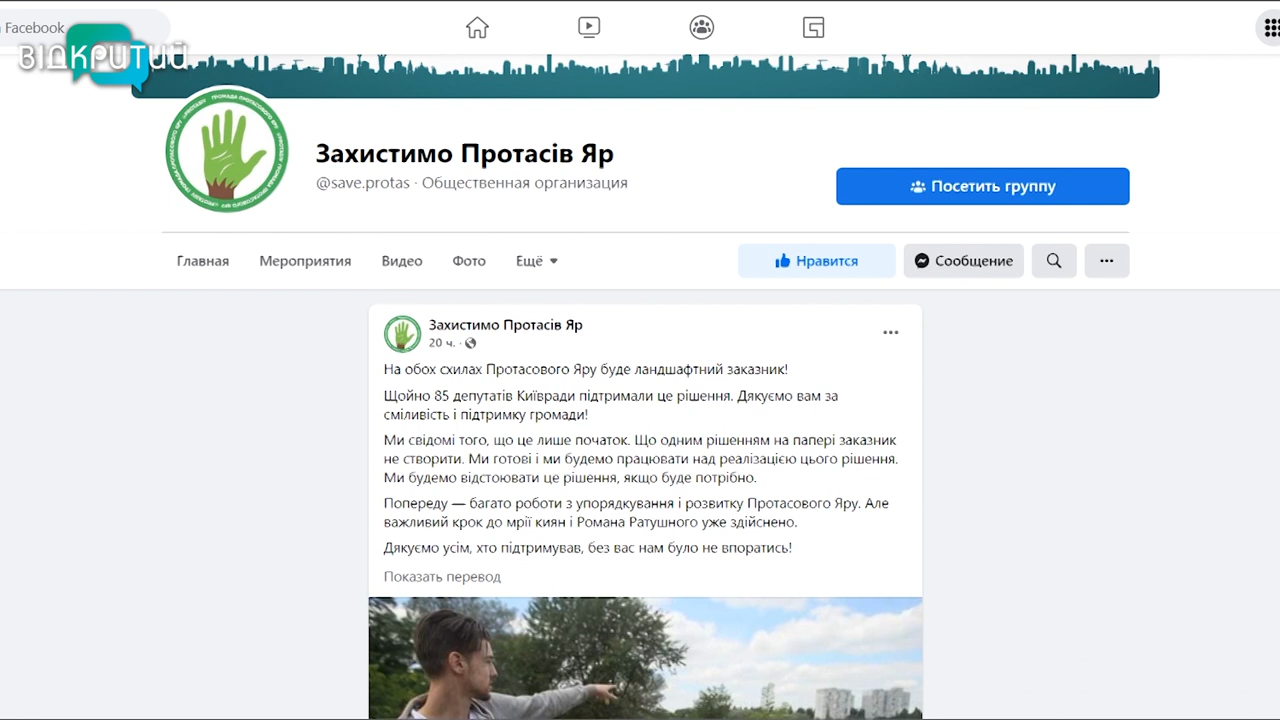 Facebook
ВІДКРИТИЙ
Захистимо Протасів Яр
@save.protas · Общественная организация
Посетить группу
Главная
Мероприятия
Видео
Фото
Ещё
Нравится
Сообщение
Захистимо Протасів Яр
20 ч. ·
На обох схилах Протасового Яру буде ландшафтний заказник!
Щойно 85 депутатів Київради підтримали це рішення. Дякуємо вам за
сміливість і підтримку громади!
Ми свідомі того, що це лише початок. Що одним рішенням на папері заказник
не створити. Ми готові і ми будемо працювати над реалізацією цього рішення.
Ми будемо відстоювати це рішення, якщо буде потрібно.
Попереду — багато роботи з упорядкування і розвитку Протасового Яру. Але
важливий крок до мрії киян і Романа Ратушного уже здійснено.
Дякуємо усім, хто підтримував, без вас нам було не впоратись!
Показать перевод